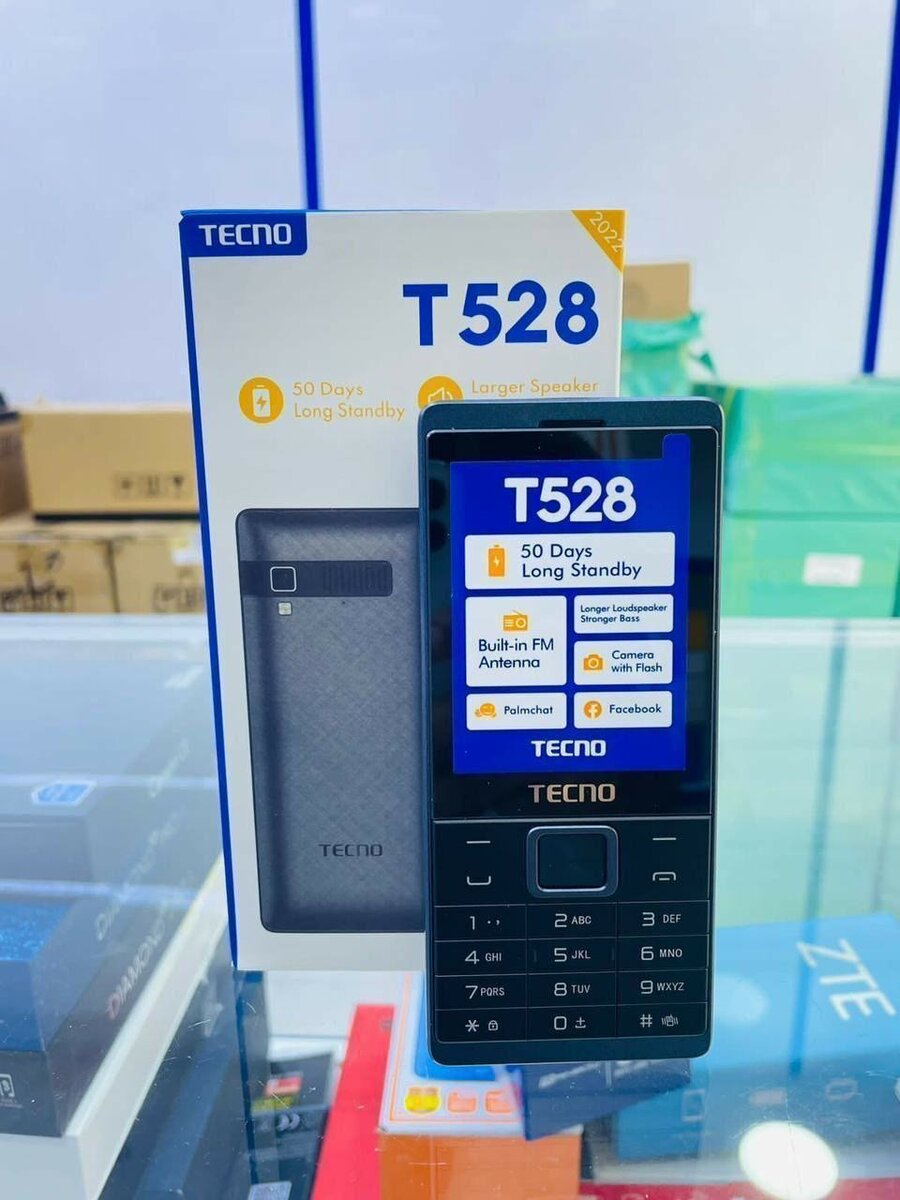 TECNO
2022
T528
50 Days
Long Standby
Larger Speaker
TECNO
T528
50 Days
Long Standby
Built-in FM
Antenna
Longer Loudspeaker
Stronger Bass
Camera
with Flash
Palmchat
Facebook
TECNO
TECNO
1
2 ABC
3 DEF
4 GHI
5 JKL
6 MNO
7 PQRS
8 TUV
9 WXYZ
*
0
#
ZTE
DIAMOND